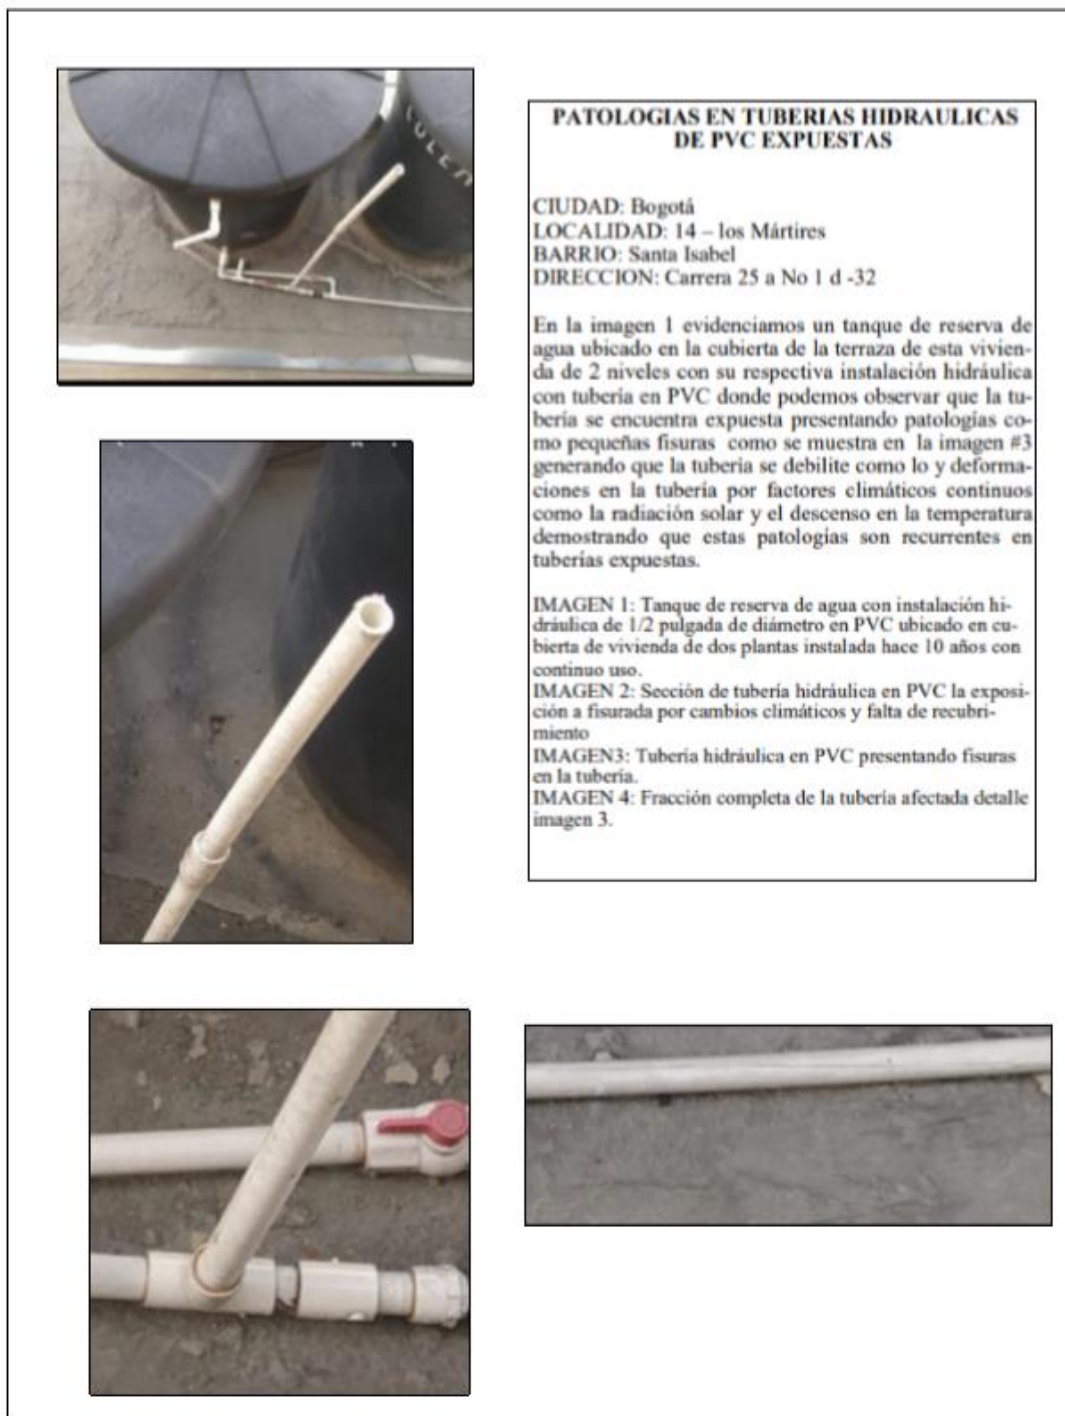 COLEM
PATOLOGIAS EN TUBERIAS HIDRAULICAS
DE PVC EXPUESTAS
CIUDAD: Bogotá
LOCALIDAD: 14 – los Mártires
BARRIO: Santa Isabel
DIRECCION: Carrera 25 a No 1 d -32
En la imagen 1 evidenciamos un tanque de reserva de
agua ubicado en la cubierta de la terraza de esta vivien-
da de 2 niveles con su respectiva instalación hidráulica
con tubería en PVC donde podemos observar que la tu-
bería se encuentra expuesta presentando patologías co-
mo pequeñas fisuras como se muestra en la imagen #3
generando que la tubería se debilite como lo y deforma-
ciones en la tubería por factores climáticos continuos
como la radiación solar y el descenso en la temperatura
demostrando que estas patologías son recurrentes en
tuberías expuestas.
IMAGEN 1: Tanque de reserva de agua con instalación hi-
dráulica de 1/2 pulgada de diámetro en PVC ubicado en cu-
bierta de vivienda de dos plantas instalada hace 10 años con
continuo uso.
IMAGEN 2: Sección de tubería hidráulica en PVC la exposi-
ción a fisurada por cambios climáticos y falta de recubri-
miento
IMAGEN3: Tubería hidráulica en PVC presentando fisuras
en la tubería.
IMAGEN 4: Fracción completa de la tubería afectada detalle
imagen 3.